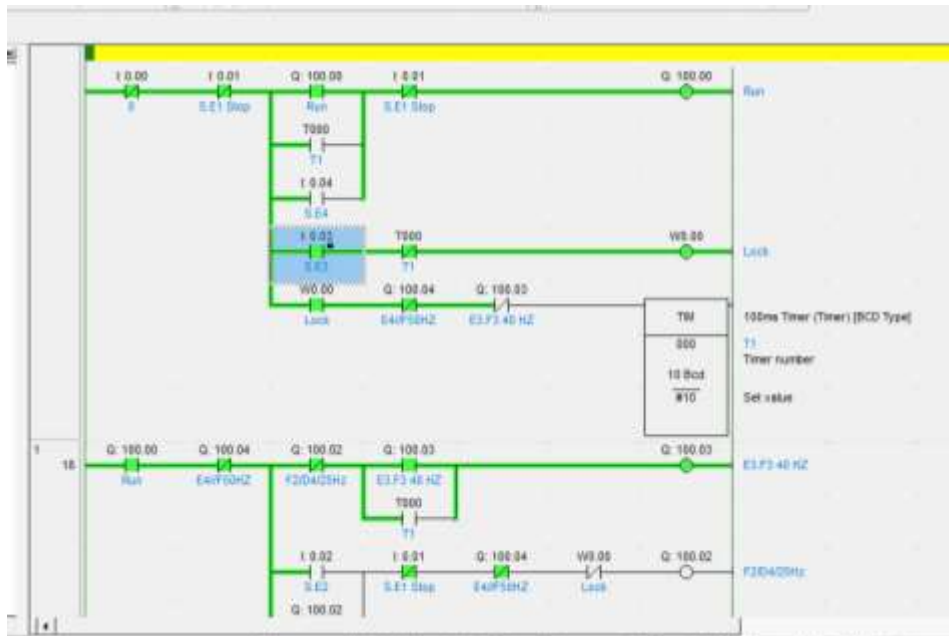 I: 0.00 I: 0.01 Q: 100.00 I: 0.01 Q: 100.00
S.E1 Stop Run S.E1 Stop Run
T000
T1
I: 0.04
S.E4
T000 W0.00
S.E3 T1 Lock
W0.00 Q: 100.04 Q: 100.03
Lock E4//F50HZ E3.F3 40 HZ
TIM 100ms Timer (Timer) [BCD Type]
000 T1
Timer number
10 Bcd
#10 Set value
1
18
Q: 100.00 Q: 100.04 Q: 100.02 Q: 100.03 Q: 100.03
Run E4//F50HZ F2/D4/25Hz E3.F3 40 HZ E3.F3 40 HZ
T000
T1
I: 0.02 I: 0.01 Q: 100.04 W0.00 Q: 100.02
S.E2 S.E1 Stop E4//F50HZ Lock F2/D4/25Hz
Q: 100.02